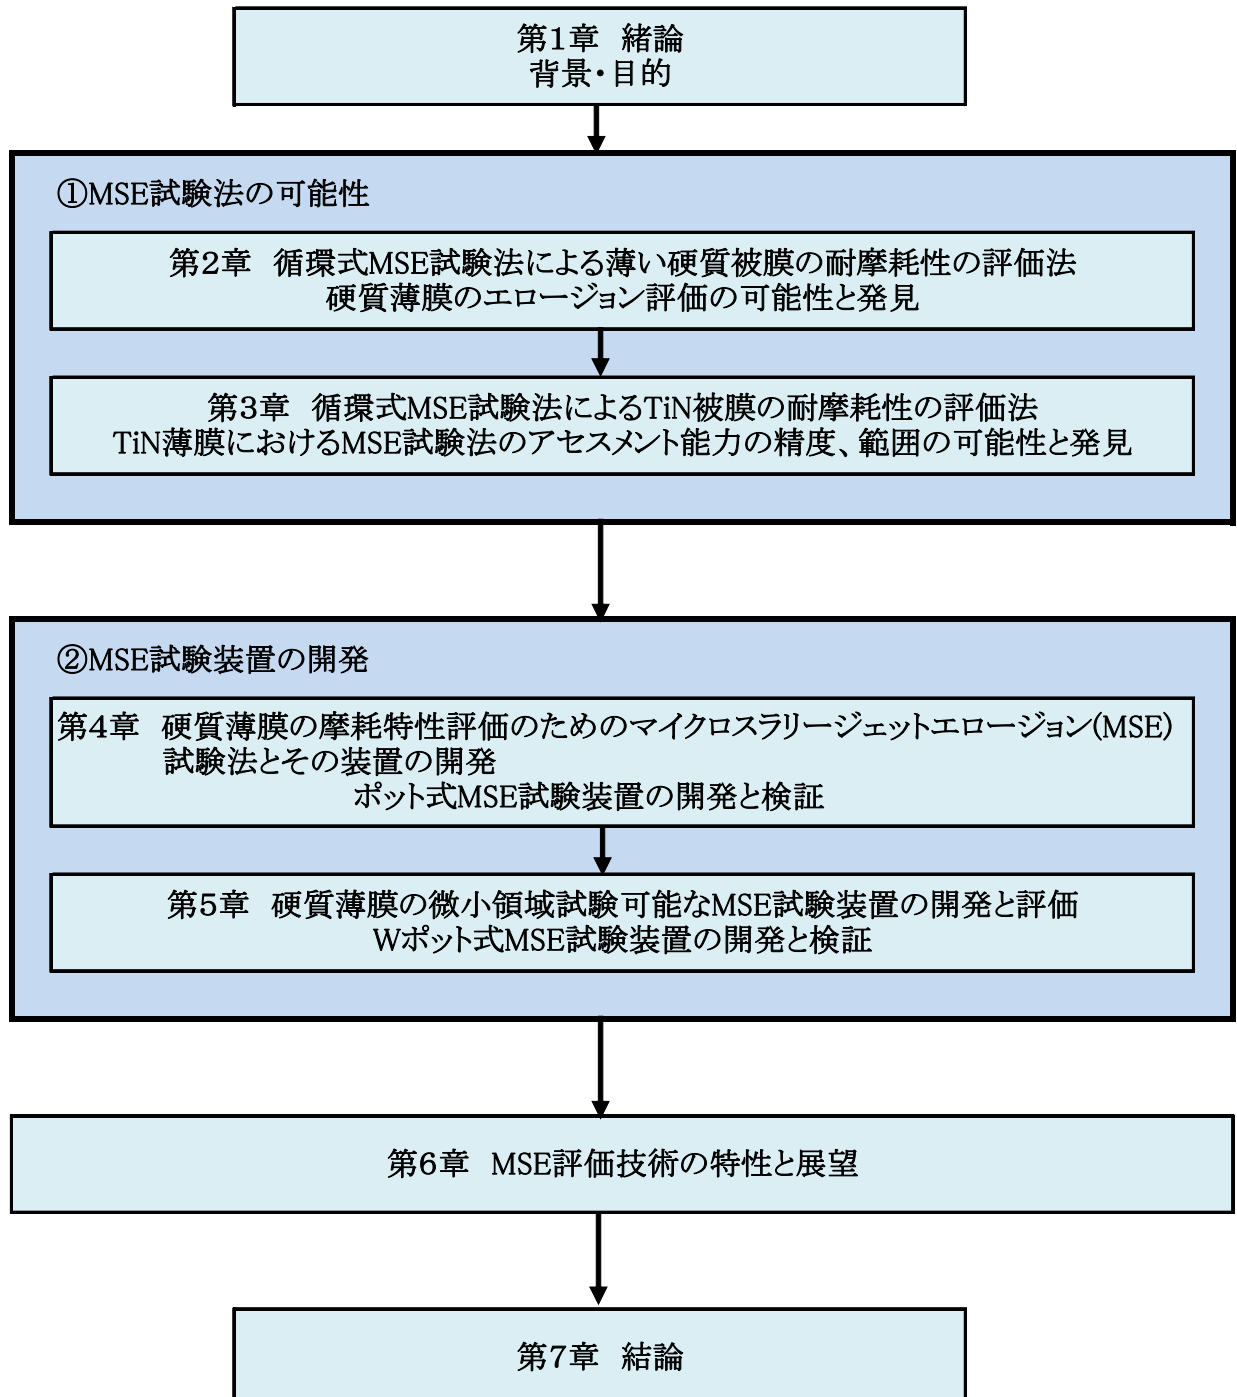 第１章　緒論
背景・目的
①MSE試験法の可能性
第２章　循環式MSE試験法による薄い硬質被膜の耐摩耗性の評価法
硬質薄膜のエロージョン評価の可能性と発見
第３章　循環式MSE試験法によるTiN被膜の耐摩耗性の評価法
TiN薄膜におけるMSE試験法のアセスメント能力の精度、範囲の可能性と発見
②MSE試験装置の開発
第４章　硬質薄膜の摩耗特性評価のためのマイクロスラリージェットエロージョン(MSE)
試験法とその装置の開発
ポット式MSE試験装置の開発と検証
第５章　硬質薄膜の微小領域試験可能なMSE試験装置の開発と評価
Wポット式MSE試験装置の開発と検証
第６章　MSE評価技術の特性と展望
第７章　結論